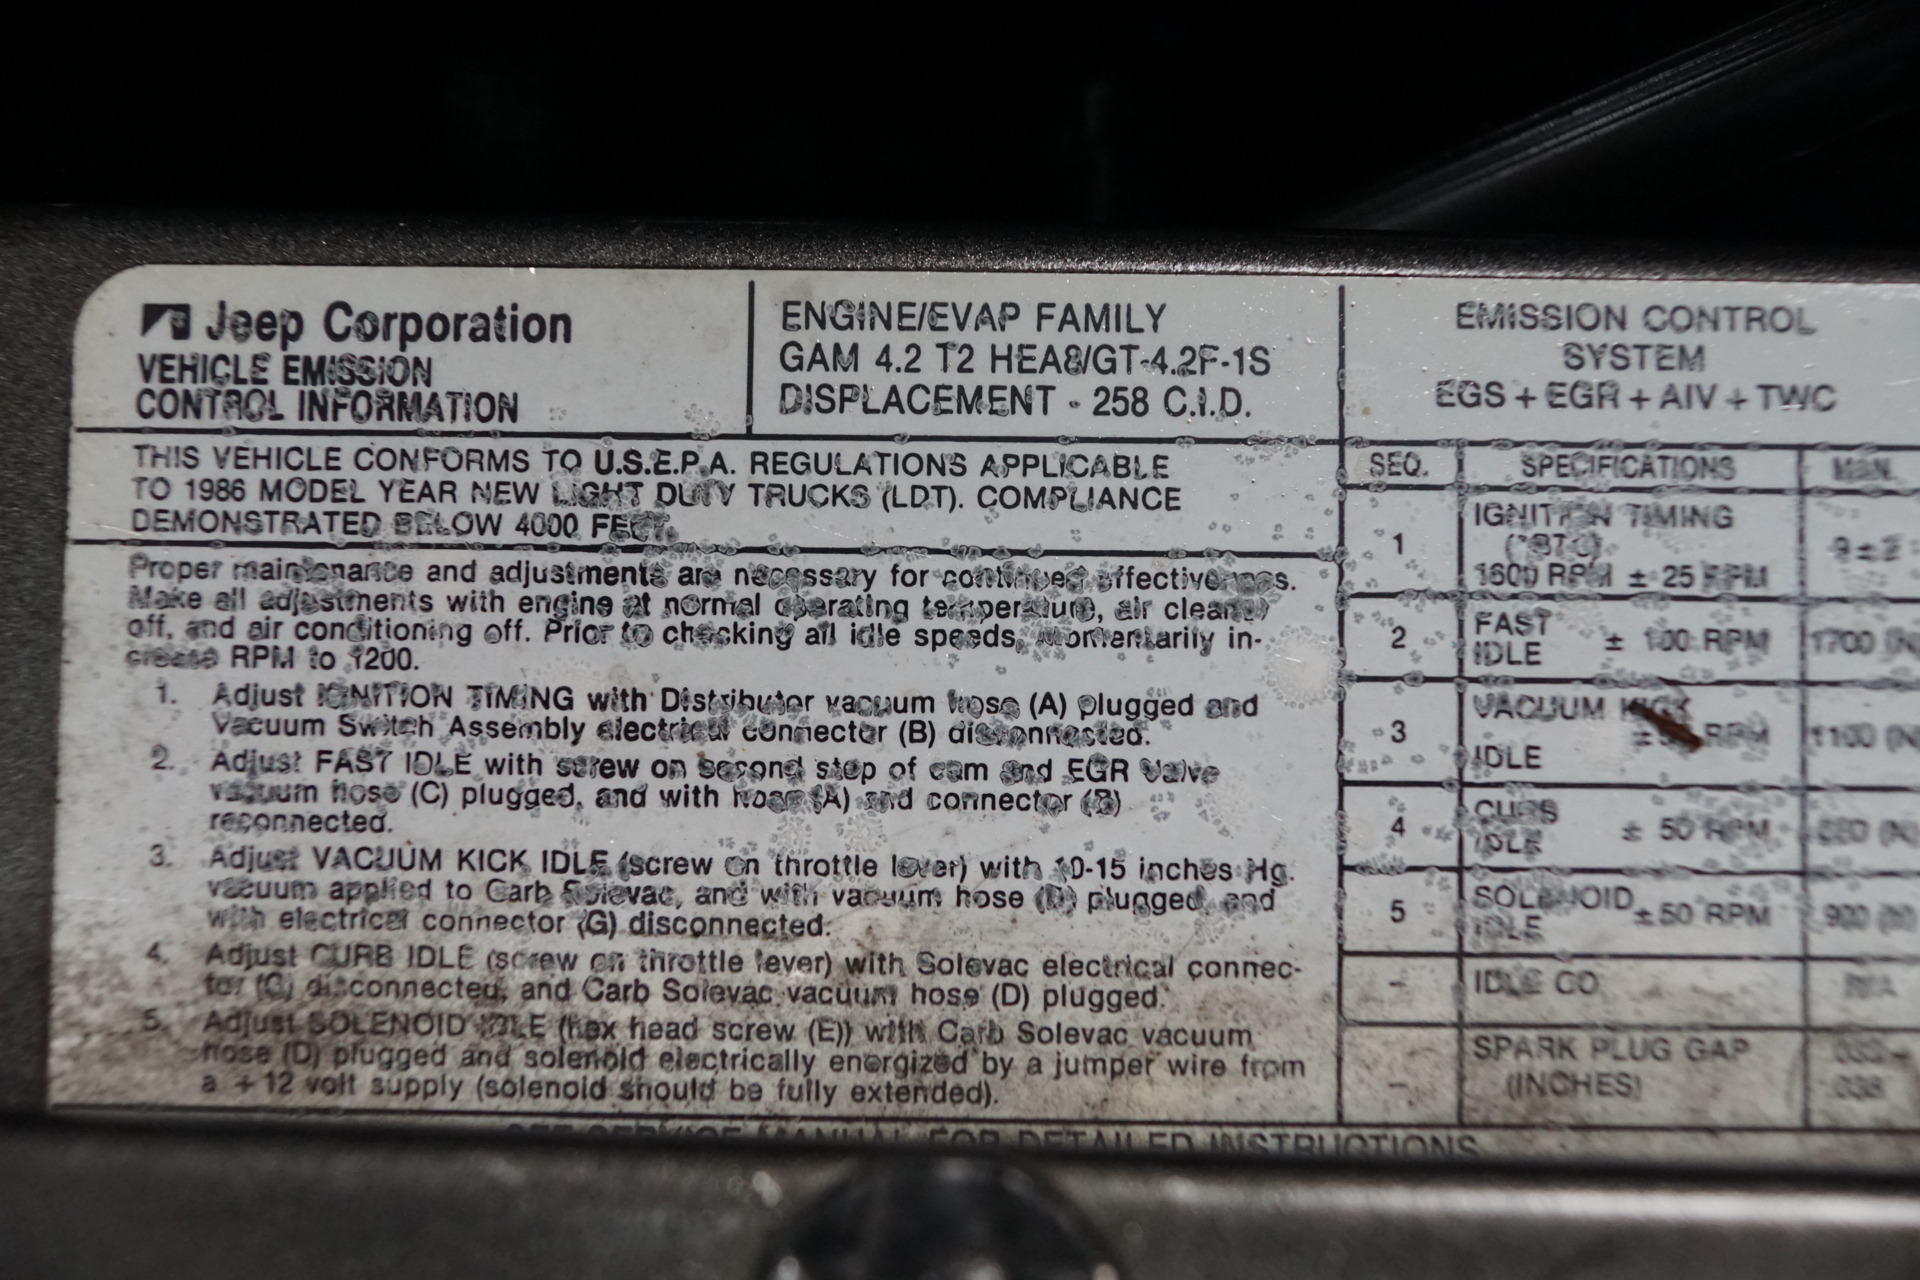 Jeep Corporation
VEHICLE EMISSION
CONTROL INFORMATION
ENGINE/EVAP FAMILY
GAM 4.2 T2 HEA8/GT-4.2F-1S
DISPLACEMENT - 258 C.I.D.
EMISSION CONTROL
SYSTEM
EGS + EGR + AIV + TWC
THIS VEHICLE CONFORMS TO U.S.E.P.A. REGULATIONS APPLICABLE
TO 1986 MODEL YEAR NEW LIGHT DUTY TRUCKS (LDT). COMPLIANCE
DEMONSTRATED BELOW 4000 FEET.
Proper maintenance and adjustments are necessary for continued effectiveness.
Make all adjustments with engine at normal operating temperature, air cleaner
off, and air conditioning off. Prior to checking all idle speeds, momentarily in-
crease RPM to 1200.
1. Adjust IGNITION TIMING with Distributor vacuum hose (A) plugged and
Vacuum Switch Assembly electrical connector (B) disconnected.
2. Adjust FAST IDLE with screw on second step of cam and EGR Valve
vacuum hose (C) plugged, and with hose (A) and connector (B)
reconnected.
3. Adjust VACUUM KICK IDLE (screw on throttle lever) with 10-15 inches Hg.
vacuum applied to Carb Solevac, and with vacuum hose (D) plugged, and
with electrical connector (G) disconnected.
4. Adjust CURB IDLE (screw on throttle lever) with Solevac electrical connec-
tor (G) disconnected, and Carb Solevac vacuum hose (D) plugged.
5. Adjust SOLENOID IDLE (hex head screw (E)) with Carb Solevac vacuum
hose (D) plugged and solenoid electrically energized by a jumper wire from
a +12 volt supply (solenoid should be fully extended).
SEQ. SPECIFICATIONS MAN.
1 IGNITION TIMING
(°BTC)
1600 RPM ± 25 RPM 9±2
2 FAST
IDLE ± 100 RPM 1700 (N)
3 VACUUM KICK
IDLE RPM 1100 (N)
4 CURB
IDLE ± 50 RPM
5 SOLENOID
IDLE ± 50 RPM 900 (N)
- IDLE CO N/A
- SPARK PLUG GAP
(INCHES)
SEE SERVICE MANUAL FOR DETAILED INSTRUCTIONS